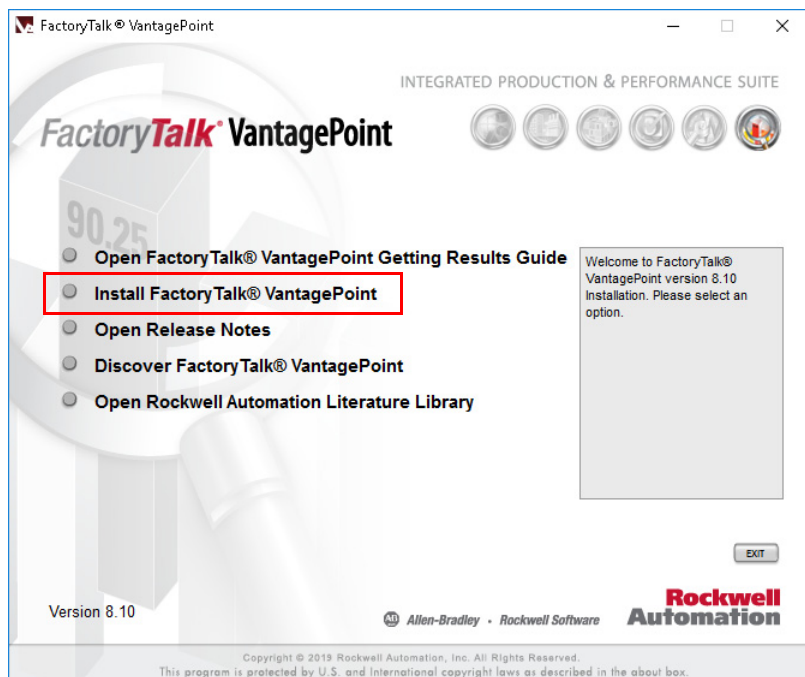 FactoryTalk® VantagePoint
INTEGRATED PRODUCTION & PERFORMANCE SUITE
FactoryTalk® VantagePoint
90.25
Open FactoryTalk® VantagePoint Getting Results Guide
Install FactoryTalk® VantagePoint
Open Release Notes
Discover FactoryTalk® VantagePoint
Open Rockwell Automation Literature Library
Welcome to FactoryTalk®
VantagePoint version 8.10
Installation. Please select an
option.
EXIT
Version 8.10
AB Allen-Bradley • Rockwell Software
Rockwell
Automation
Copyright © 2019 Rockwell Automation, Inc. All Rights Reserved.
This program is protected by U.S. and International copyright laws as described in the about box.